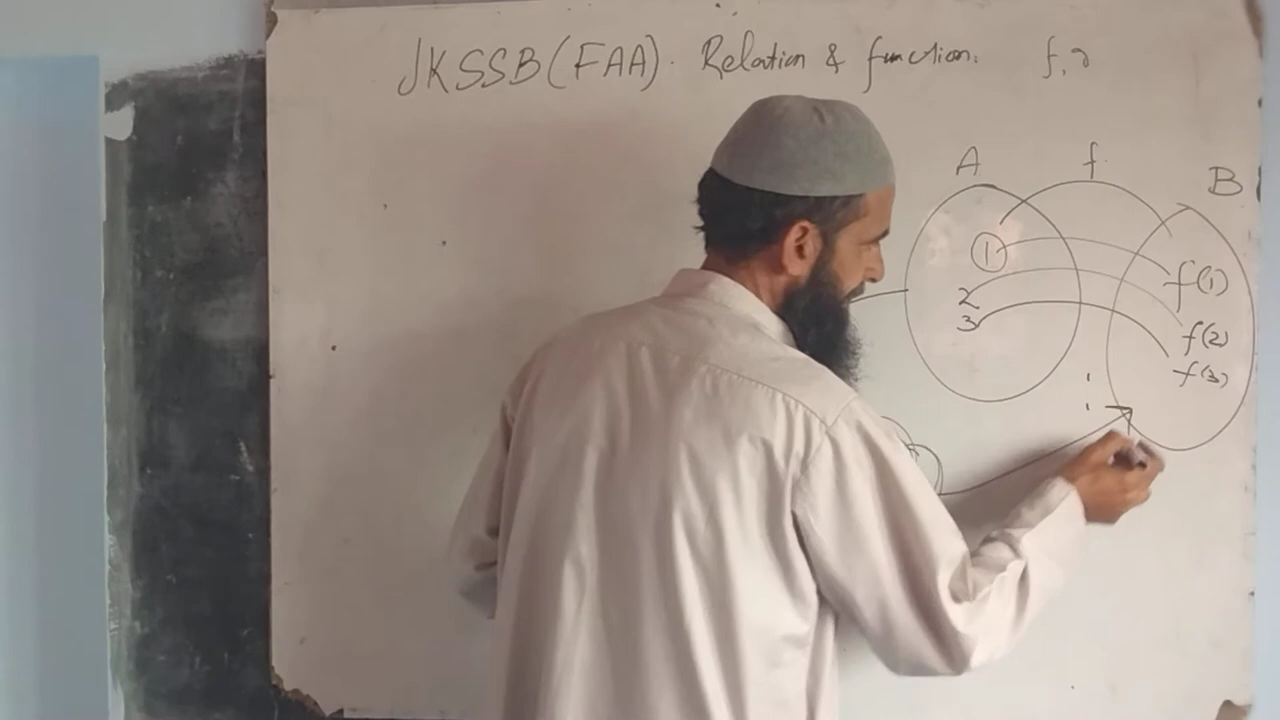 JKSSB (FAA). Relation & function. f,
A f B
1 f(1)
2 f(2)
3 f(3)